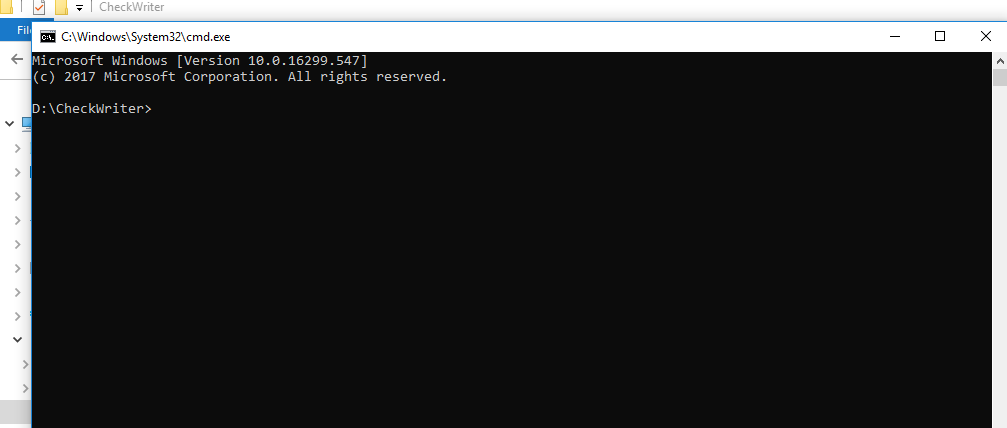 CheckWriter
C:\Windows\System32\cmd.exe
Microsoft Windows [Version 10.0.16299.547]
(c) 2017 Microsoft Corporation. All rights reserved.
D:\CheckWriter>